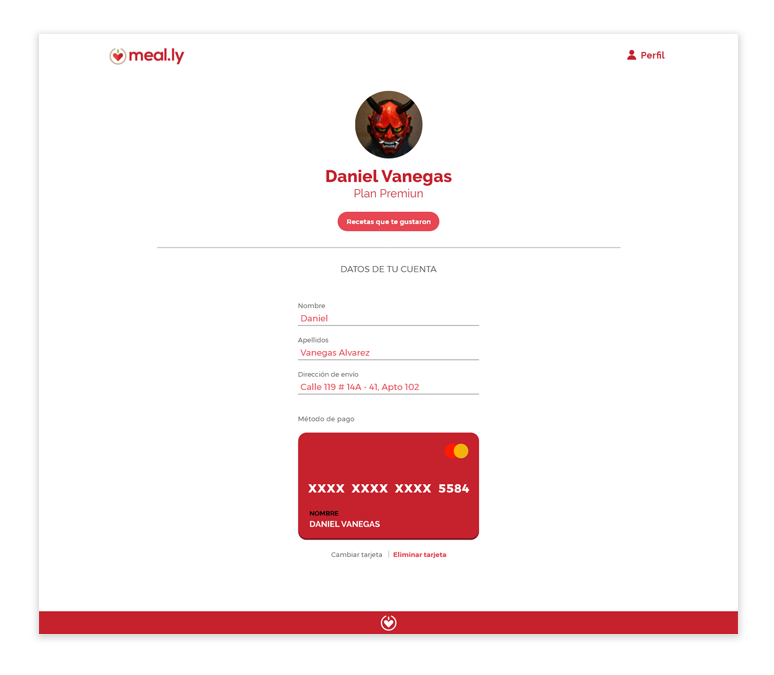 meal.ly
Perfil
Daniel Vanegas
Plan Premiun
Recetas que te gustaron
DATOS DE TU CUENTA
Nombre
Daniel
Apellidos
Vanegas Alvarez
Dirección de envío
Calle 119 # 14A - 41, Apto 102
Método de pago
XXXX XXXX XXXX 5584
NOMBRE
DANIEL VANEGAS
Cambiar tarjeta | Eliminar tarjeta